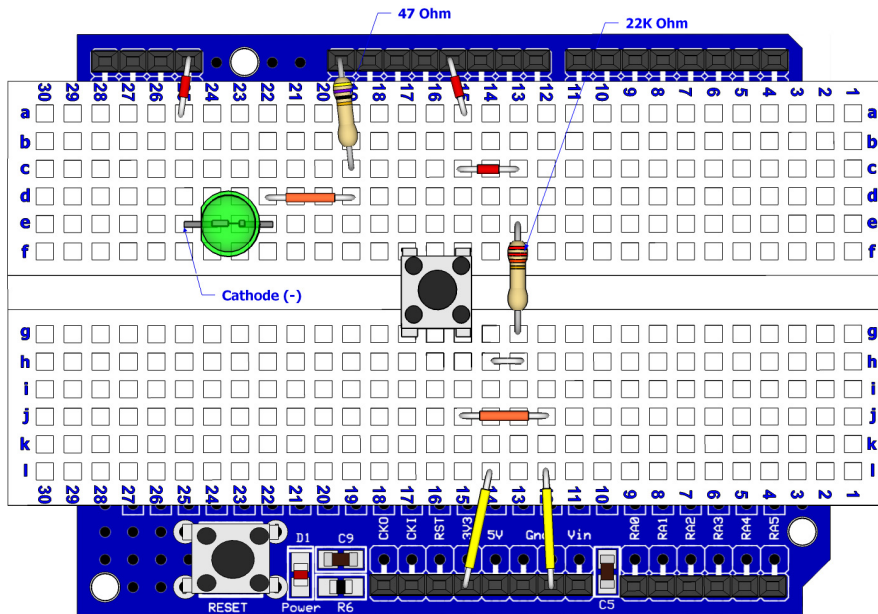 47 Ohm
22K Ohm
30 29 28 27 26 25 24 23 22 21 20 19 18 17 16 15 14 13 12 11 10 9 8 7 6 5 4 3 2 1
a a
b b
c c
d d
e e
f f
Cathode (-)
g g
h h
i i
j j
k k
l l
30 29 28 27 26 25 24 23 22 21 20 19 18 17 16 15 14 13 12 11 10 9 8 7 6 5 4 3 2 1
CKO CKI RST 3V3 5V Gnd Vin RA0 RA1 RA2 RA3 RA4 RA5
D1 C9
RESET Power R6 C5